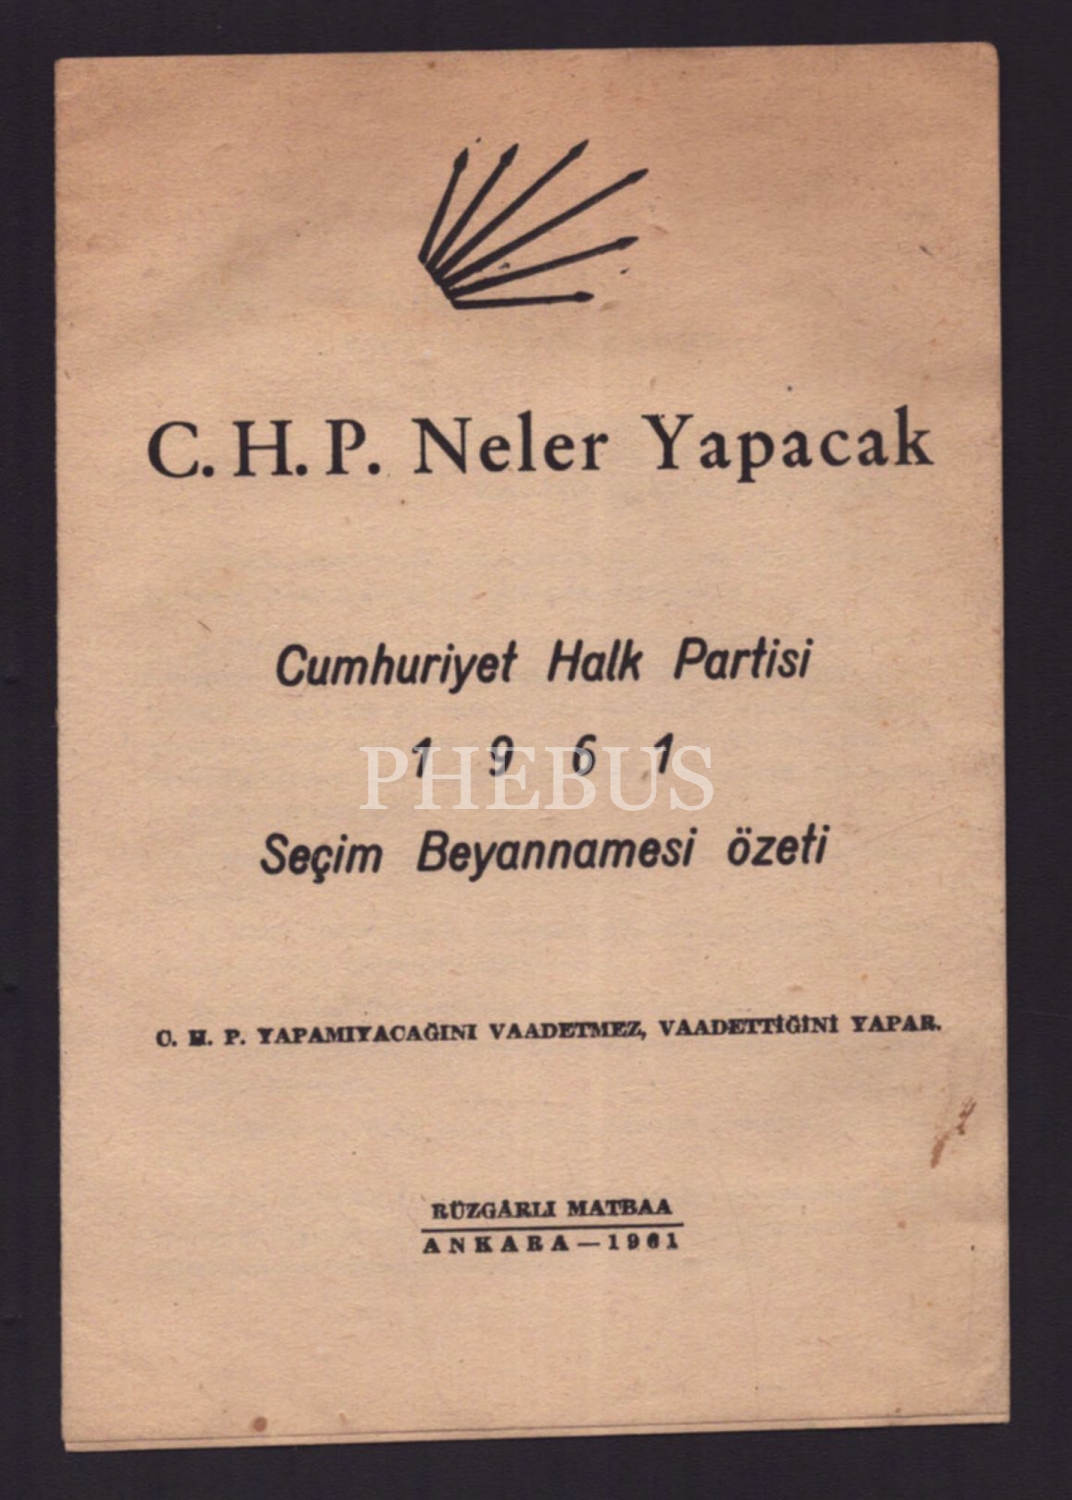 C. H. P. Neler Yapacak
Cumhuriyet Halk Partisi
1 9 6 1
PHEBUS
Seçim Beyannamesi özeti
C. H. P. YAPAMIYACAĞINI VAADETMEZ, VAADETTİĞİNİ YAPAR.
RÜZGÂRLI MATBAA
ANKARA — 1961